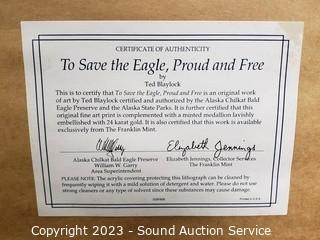 CERTIFICATE OF AUTHENTICITY
To Save the Eagle, Proud and Free
by
Ted Blaylock
This is to certify that To Save the Eagle, Proud and Free is an original work
of art by Ted Blaylock certified and authorized by the Alaska Chilkat Bald
Eagle Preserve and the Alaska State Parks. It is further certified that this
original fine art print is complemented with a minted medallion lavishly
embellished with 24 karat gold. It is also certified that this work is available
exclusively from The Franklin Mint.
Elizabeth Jennings
Alaska Chilkat Bald Eagle Preserve
William W. Garry
Area Superintendent
Elizabeth Jennings, Collector Services
The Franklin Mint
PLEASE NOTE: The acrylic covering protecting this lithograph can be cleaned by
frequently wiping it with a mild solution of detergent and water. Please do not use
strong cleaners or any type of solvent since these substances may cause damage.
Printed in U.S.A.
Copyright 2023 - Sound Auction Service